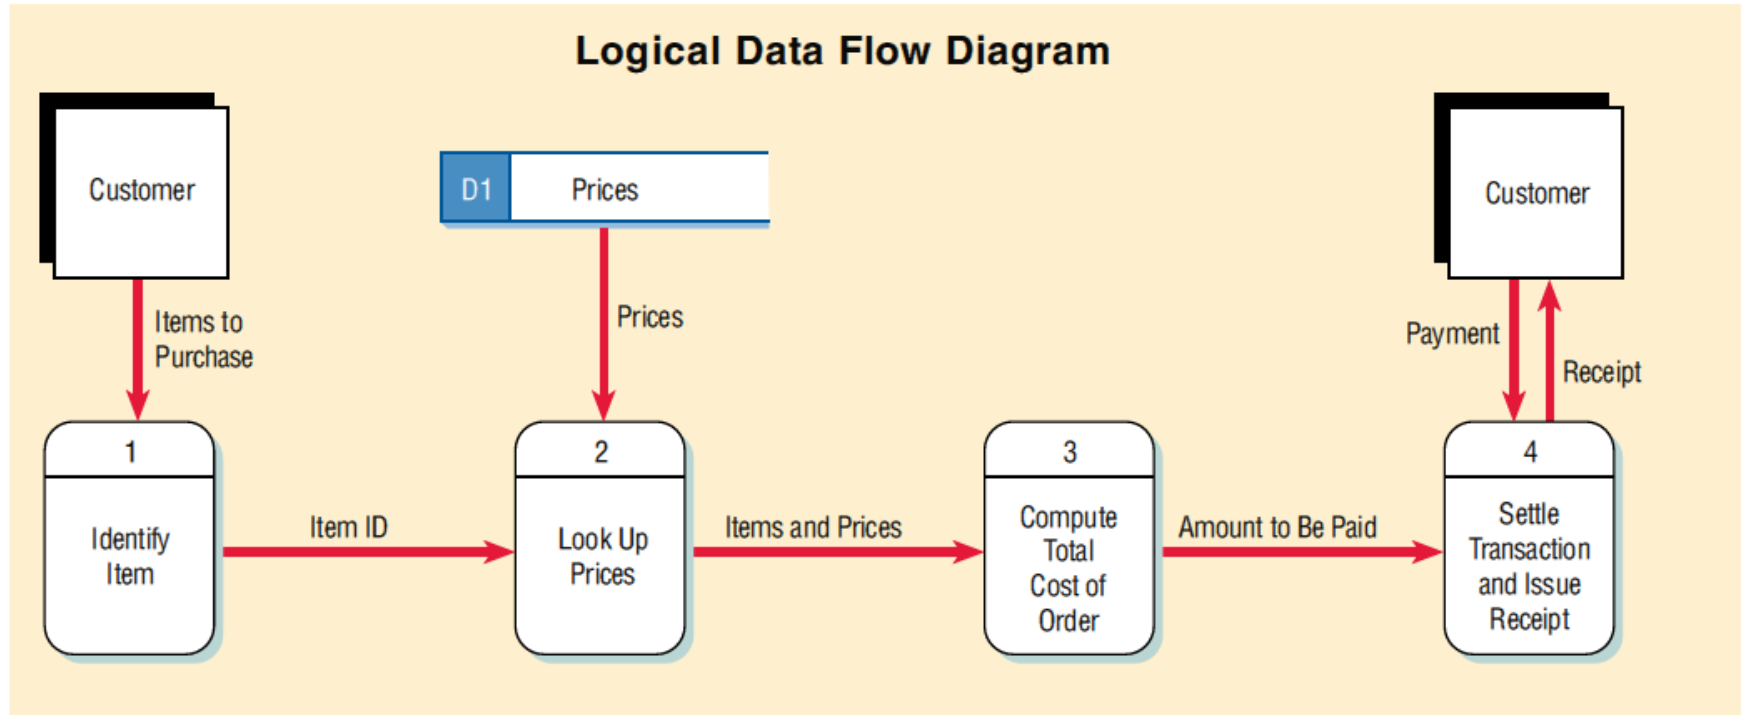 Logical Data Flow Diagram
Customer
D1
Prices
Customer
Items to
Purchase
Prices
Payment
Receipt
1
Identify
Item
Item ID
2
Look Up
Prices
Items and Prices
3
Compute
Total
Cost of
Order
Amount to Be Paid
4
Settle
Transaction
and Issue
Receipt